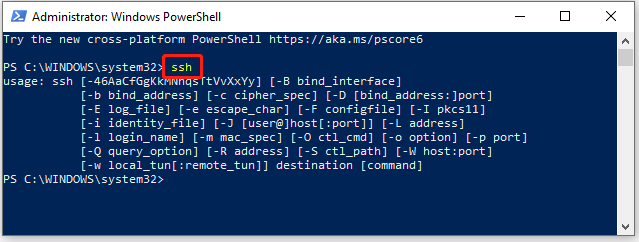 Administrator: Windows PowerShell
Try the new cross-platform PowerShell https://aka.ms/pscore6
PS C:\WINDOWS\system32> ssh
usage: ssh [-46AaCfGgKkMNnqsTtVvXxYy] [-B bind_interface]
[-b bind_address] [-c cipher_spec] [-D [bind_address:]port]
[-E log_file] [-e escape_char] [-F configfile] [-I pkcs11]
[-i identity_file] [-J [user@]host[:port]] [-L address]
[-l login_name] [-m mac_spec] [-O ctl_cmd] [-o option] [-p port]
[-Q query_option] [-R address] [-S ctl_path] [-W host:port]
[-w local_tun[:remote_tun]] destination [command]
PS C:\WINDOWS\system32>